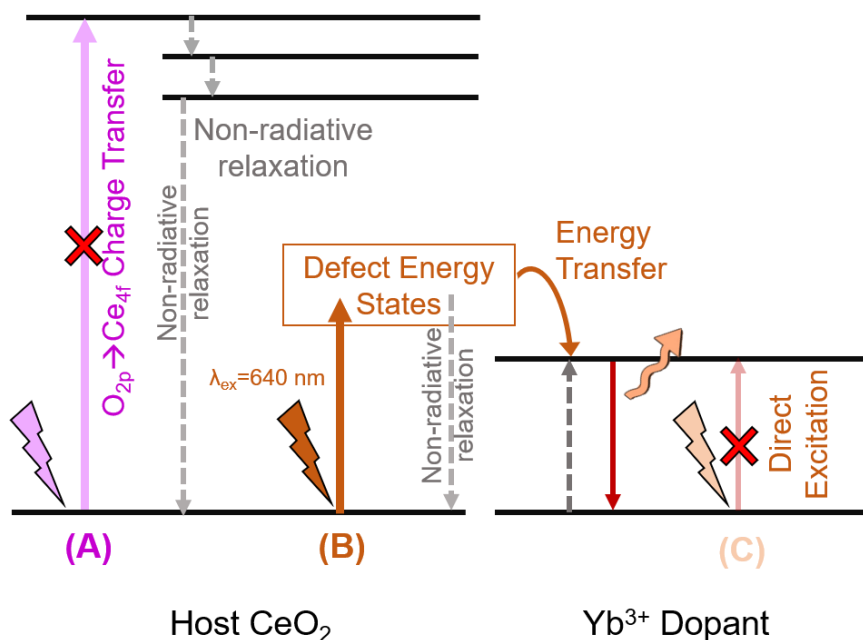 O2p→Ce4f Charge Transfer
Non-radiative
relaxation
Non-radiative
relaxation
Defect Energy
States
Energy
Transfer
λex=640 nm
Non-radiative
relaxation
Direct
Excitation
(A)
(B)
(C)
Host CeO2
Yb³⁺ Dopant